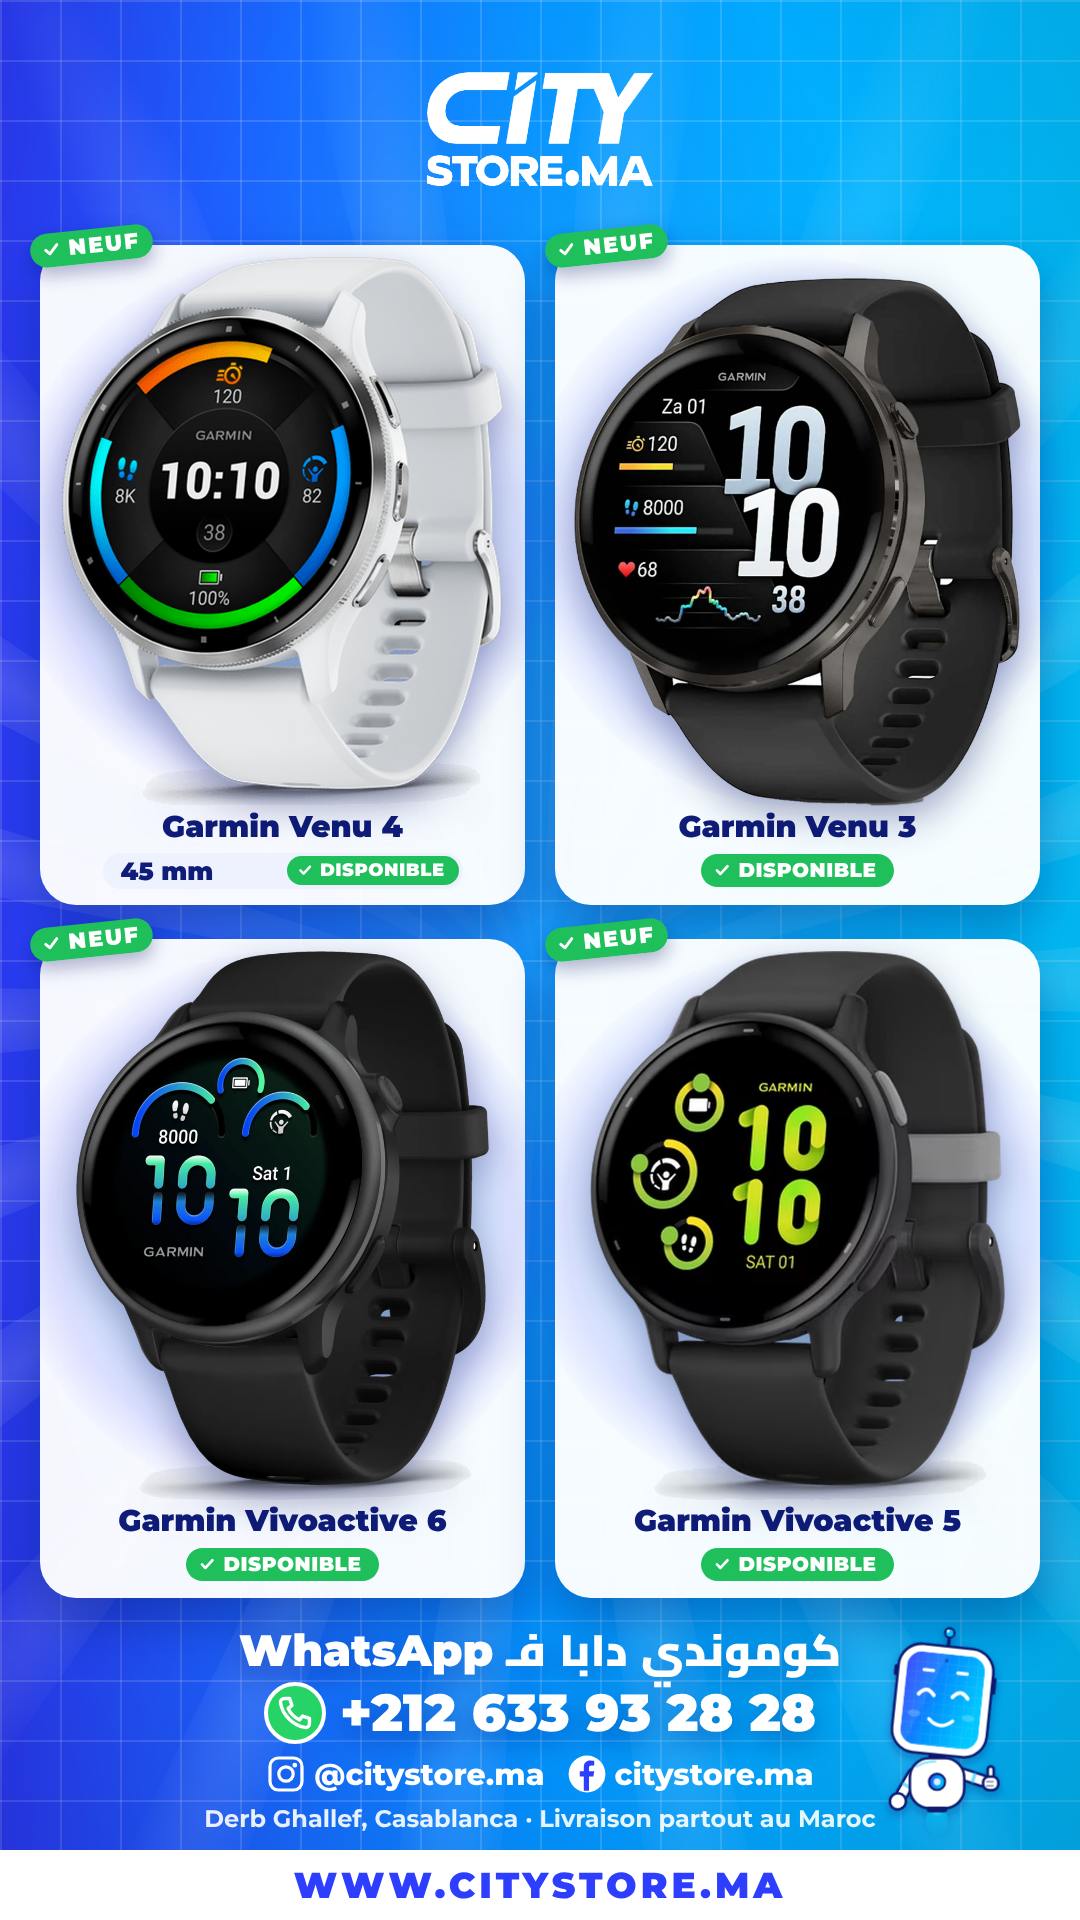 CITY
STORE.MA
NEUF
NEUF
120
GARMIN
8K
10:10
82
38
100%
GARMIN
Za 01
120
10
8000
10
68
38
Garmin Venu 4
45 mm
DISPONIBLE
Garmin Venu 3
DISPONIBLE
NEUF
NEUF
8000
Sat 1
10
10
GARMIN
GARMIN
10
10
SAT 01
Garmin Vivoactive 6
DISPONIBLE
Garmin Vivoactive 5
DISPONIBLE
كوموندي دابا فـ WhatsApp
+212 633 93 28 28
@citystore.ma citystore.ma
Derb Ghallef, Casablanca · Livraison partout au Maroc
WWW.CITYSTORE.MA